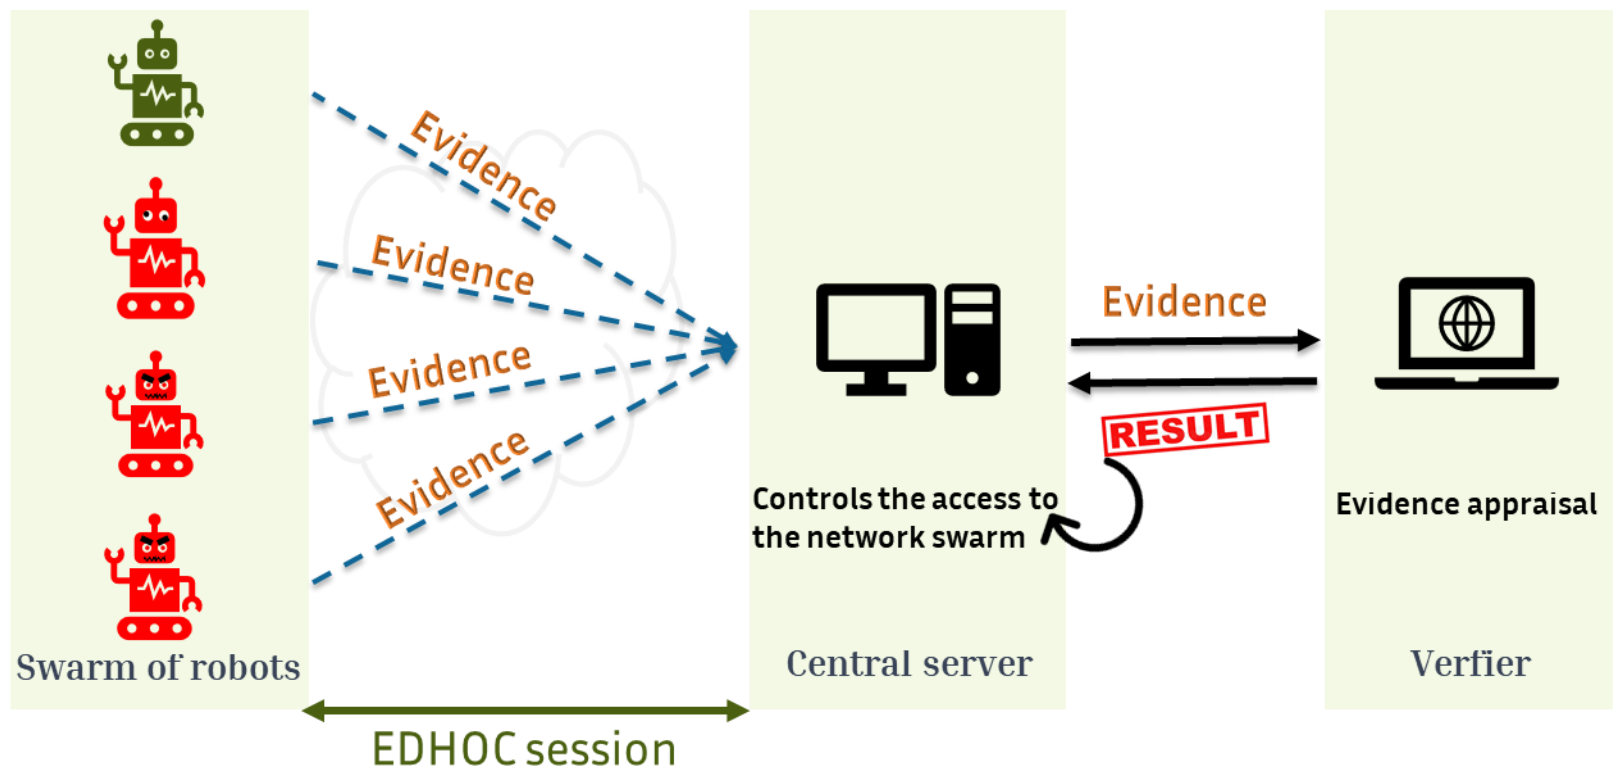 Evidence
Evidence
Evidence
Evidence
Evidence
RESULT
Controls the access to
the network swarm
Evidence appraisal
Swarm of robots
Central server
Verfier
EDHOC session